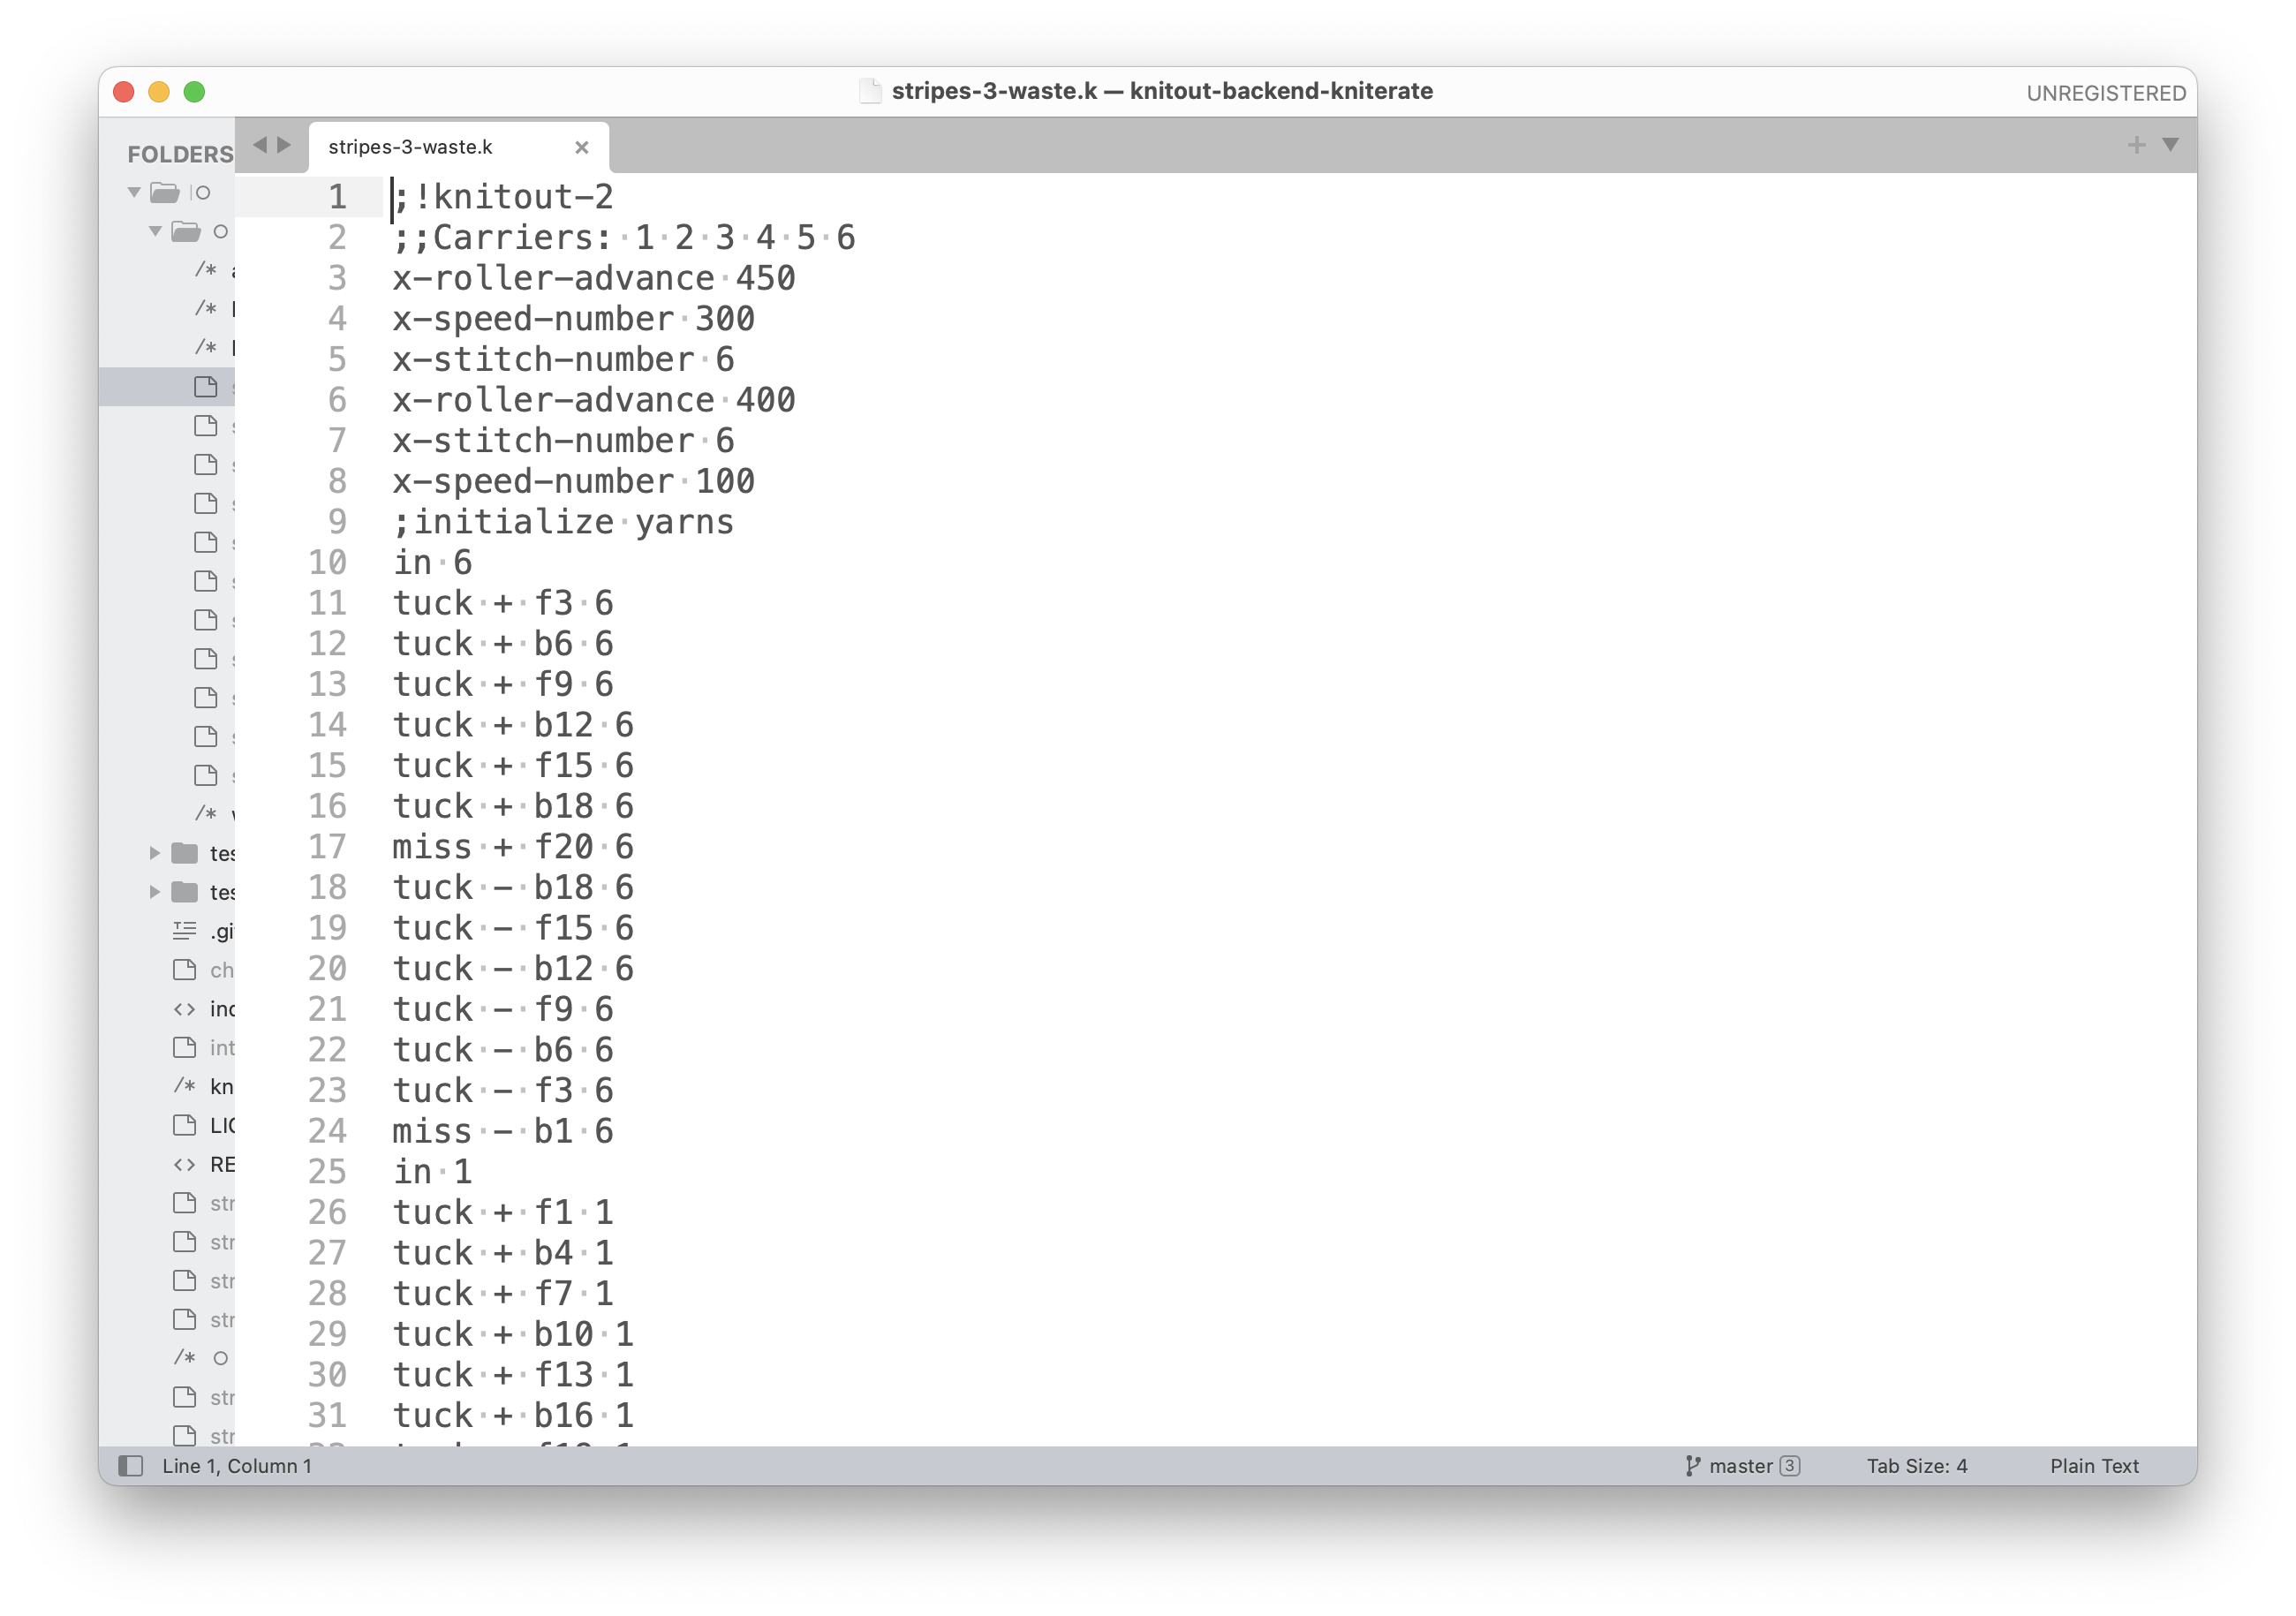 stripes-3-waste.k — knitout-backend-kniterate
UNREGISTERED
FOLDERS
stripes-3-waste.k
1 ;!knitout-2
2 ;;Carriers: 1 2 3 4 5 6
3 x-roller-advance 450
4 x-speed-number 300
5 x-stitch-number 6
6 x-roller-advance 400
7 x-stitch-number 6
8 x-speed-number 100
9 ;initialize yarns
10 in 6
11 tuck + f3 6
12 tuck + b6 6
13 tuck + f9 6
14 tuck + b12 6
15 tuck + f15 6
16 tuck + b18 6
17 miss + f20 6
18 tuck - b18 6
19 tuck - f15 6
20 tuck - b12 6
21 tuck - f9 6
22 tuck - b6 6
23 tuck - f3 6
24 miss - b1 6
25 in 1
26 tuck + f1 1
27 tuck + b4 1
28 tuck + f7 1
29 tuck + b10 1
30 tuck + f13 1
31 tuck + b16 1
tes
tes
.gi
ch
inc
int
kn
LIC
RE
str
str
str
str
str
str
Line 1, Column 1
master 3
Tab Size: 4
Plain Text